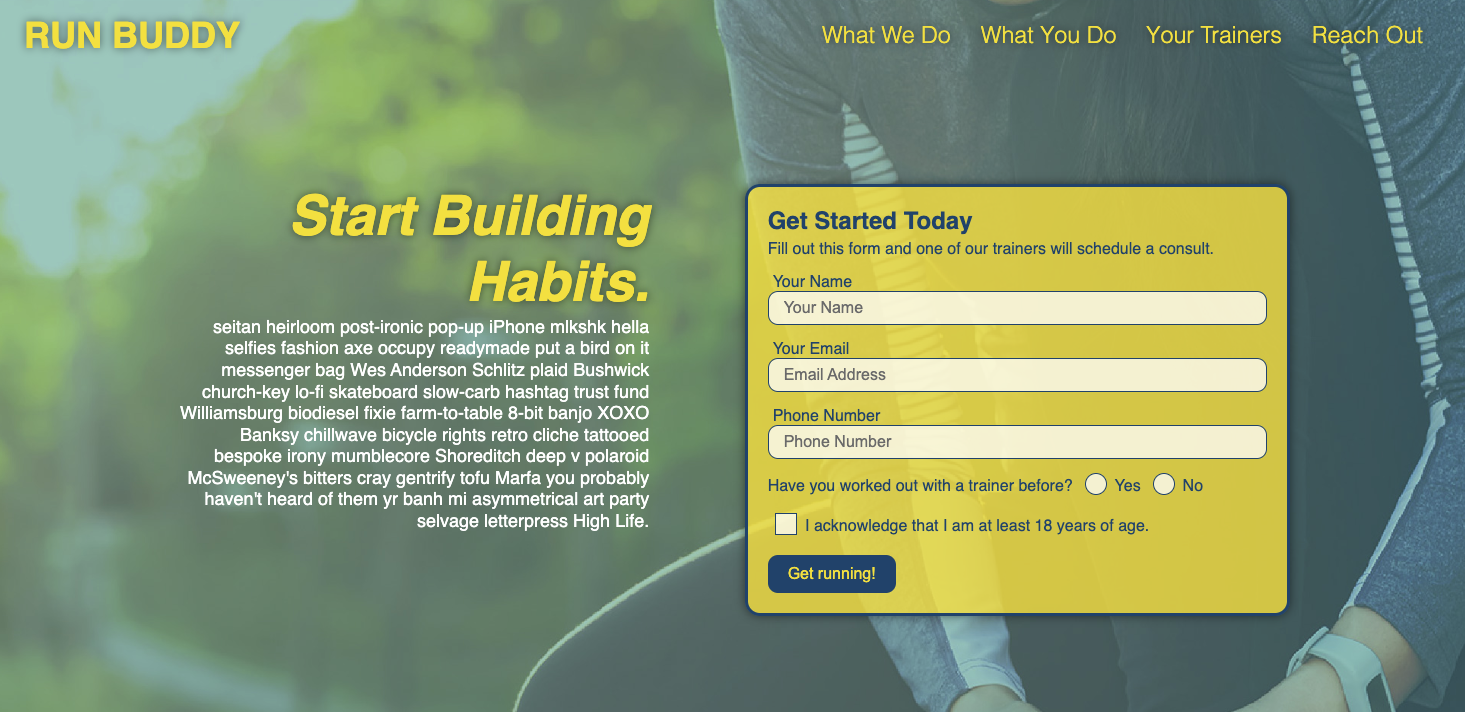 RUN BUDDY
What We Do
What You Do
Your Trainers
Reach Out
Start Building
Habits.
seitan heirloom post-ironic pop-up iPhone mlkshk hella
selfies fashion axe occupy readymade put a bird on it
messenger bag Wes Anderson Schlitz plaid Bushwick
church-key lo-fi skateboard slow-carb hashtag trust fund
Williamsburg biodiesel fixie farm-to-table 8-bit banjo XOXO
Banksy chillwave bicycle rights retro cliche tattooed
bespoke irony mumblecore Shoreditch deep v polaroid
McSweeney's bitters cray gentrify tofu Marfa you probably
haven't heard of them yr banh mi asymmetrical art party
selvage letterpress High Life.
Get Started Today
Fill out this form and one of our trainers will schedule a consult.
Your Name
Your Name
Your Email
Email Address
Phone Number
Phone Number
Have you worked out with a trainer before? Yes No
I acknowledge that I am at least 18 years of age.
Get running!